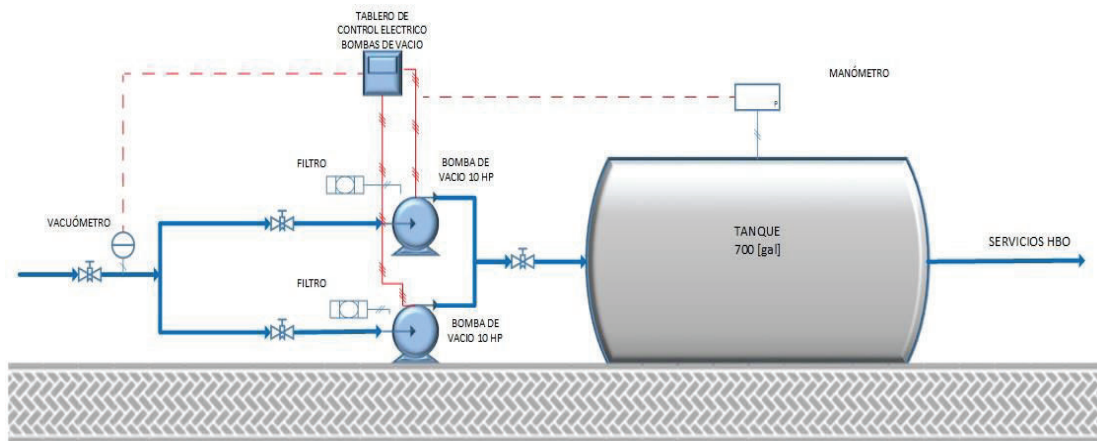 TABLERO DE
CONTROL ELECTRICO
BOMBAS DE VACIO
MANÓMETRO
P
FILTRO
BOMBA DE
VACIO 10 HP
VACUÓMETRO
TANQUE
700 [gal]
SERVICIOS HBO
FILTRO
BOMBA DE
VACIO 10 HP